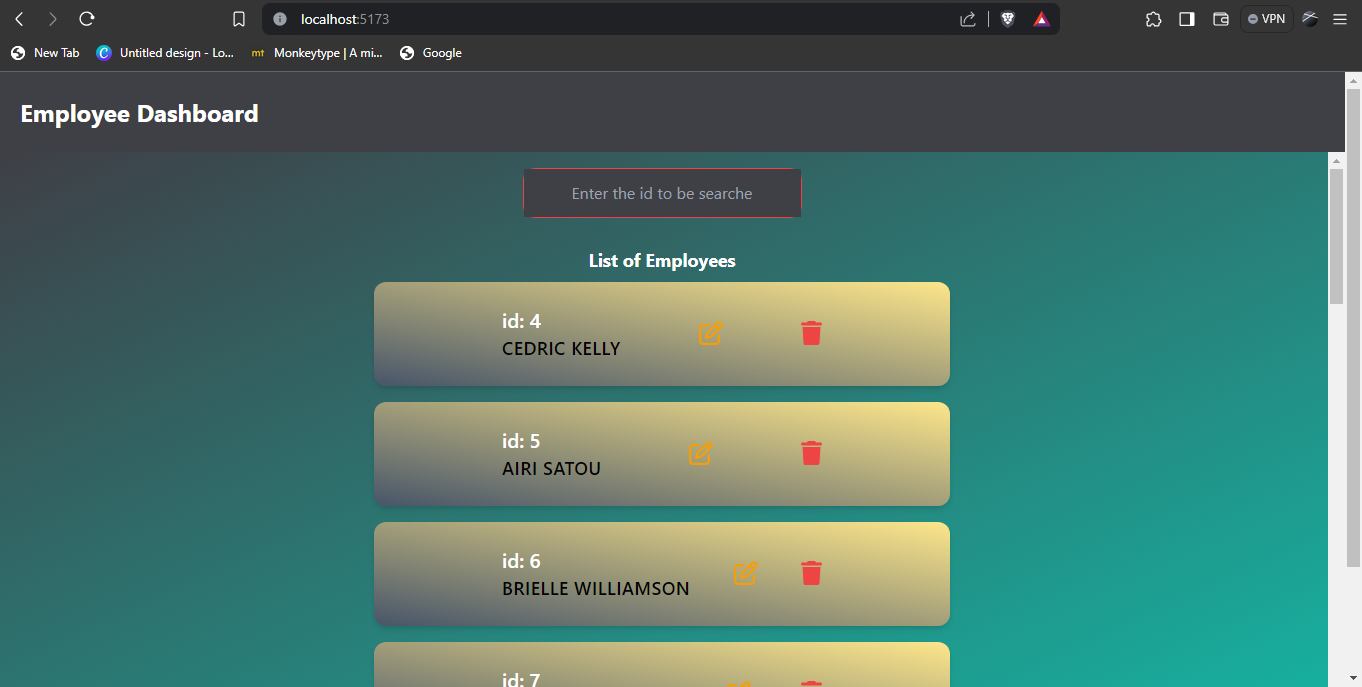 localhost:5173
VPN
New Tab
Untitled design - Lo...
mt Monkeytype | A mi...
Google
Employee Dashboard
Enter the id to be searche
List of Employees
id: 4
CEDRIC KELLY
id: 5
AIRI SATOU
id: 6
BRIELLE WILLIAMSON
id: 7